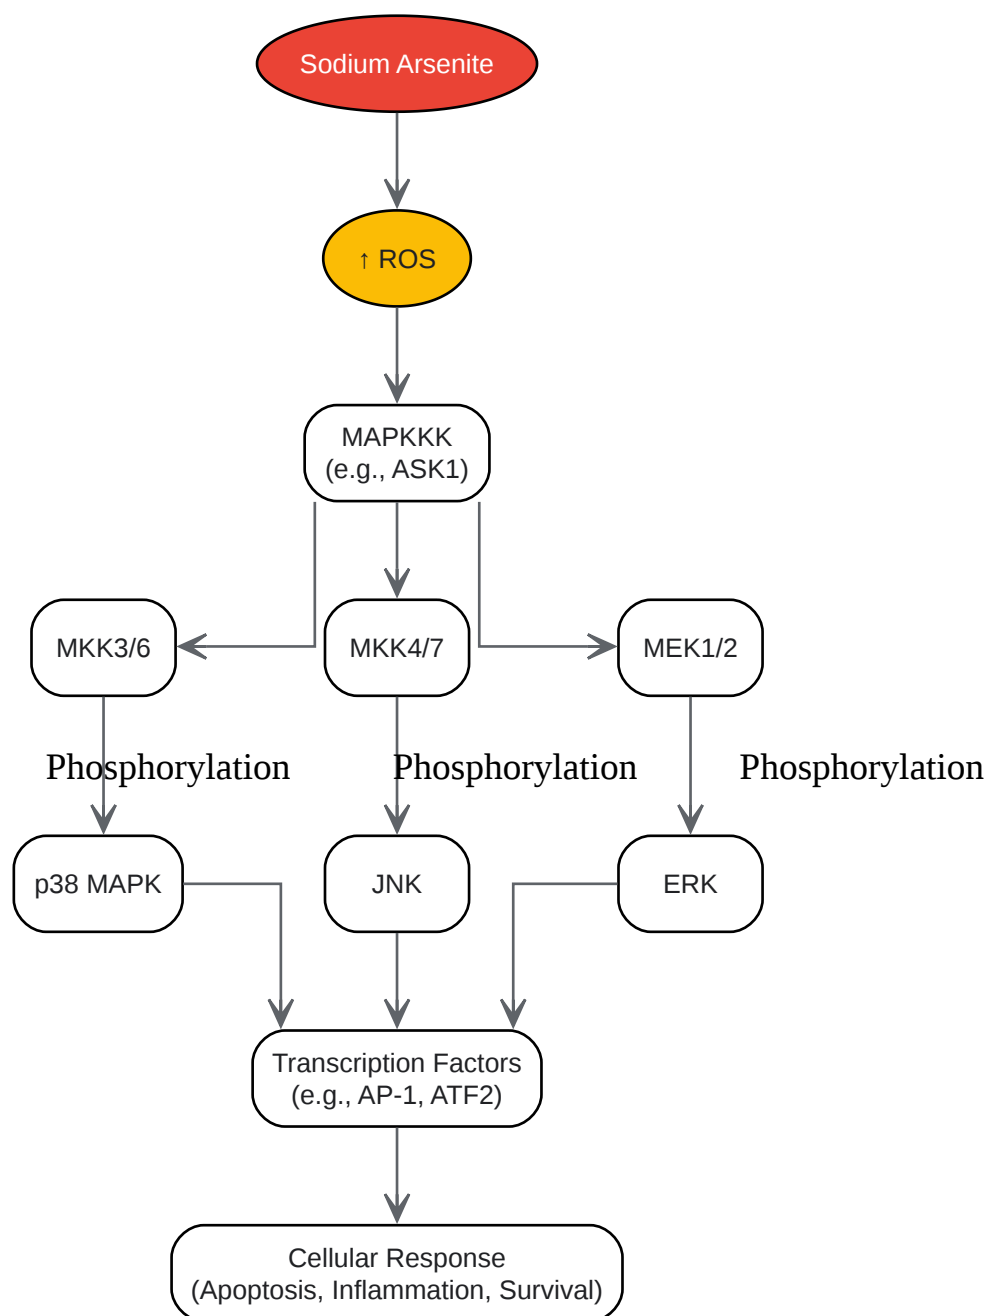 Sodium Arsenite
↑ ROS
MAPKKK
(e.g., ASK1)
MKK3/6
MKK4/7
MEK1/2
Phosphorylation
Phosphorylation
Phosphorylation
p38 MAPK
JNK
ERK
Transcription Factors
(e.g., AP-1, ATF2)
Cellular Response
(Apoptosis, Inflammation, Survival)